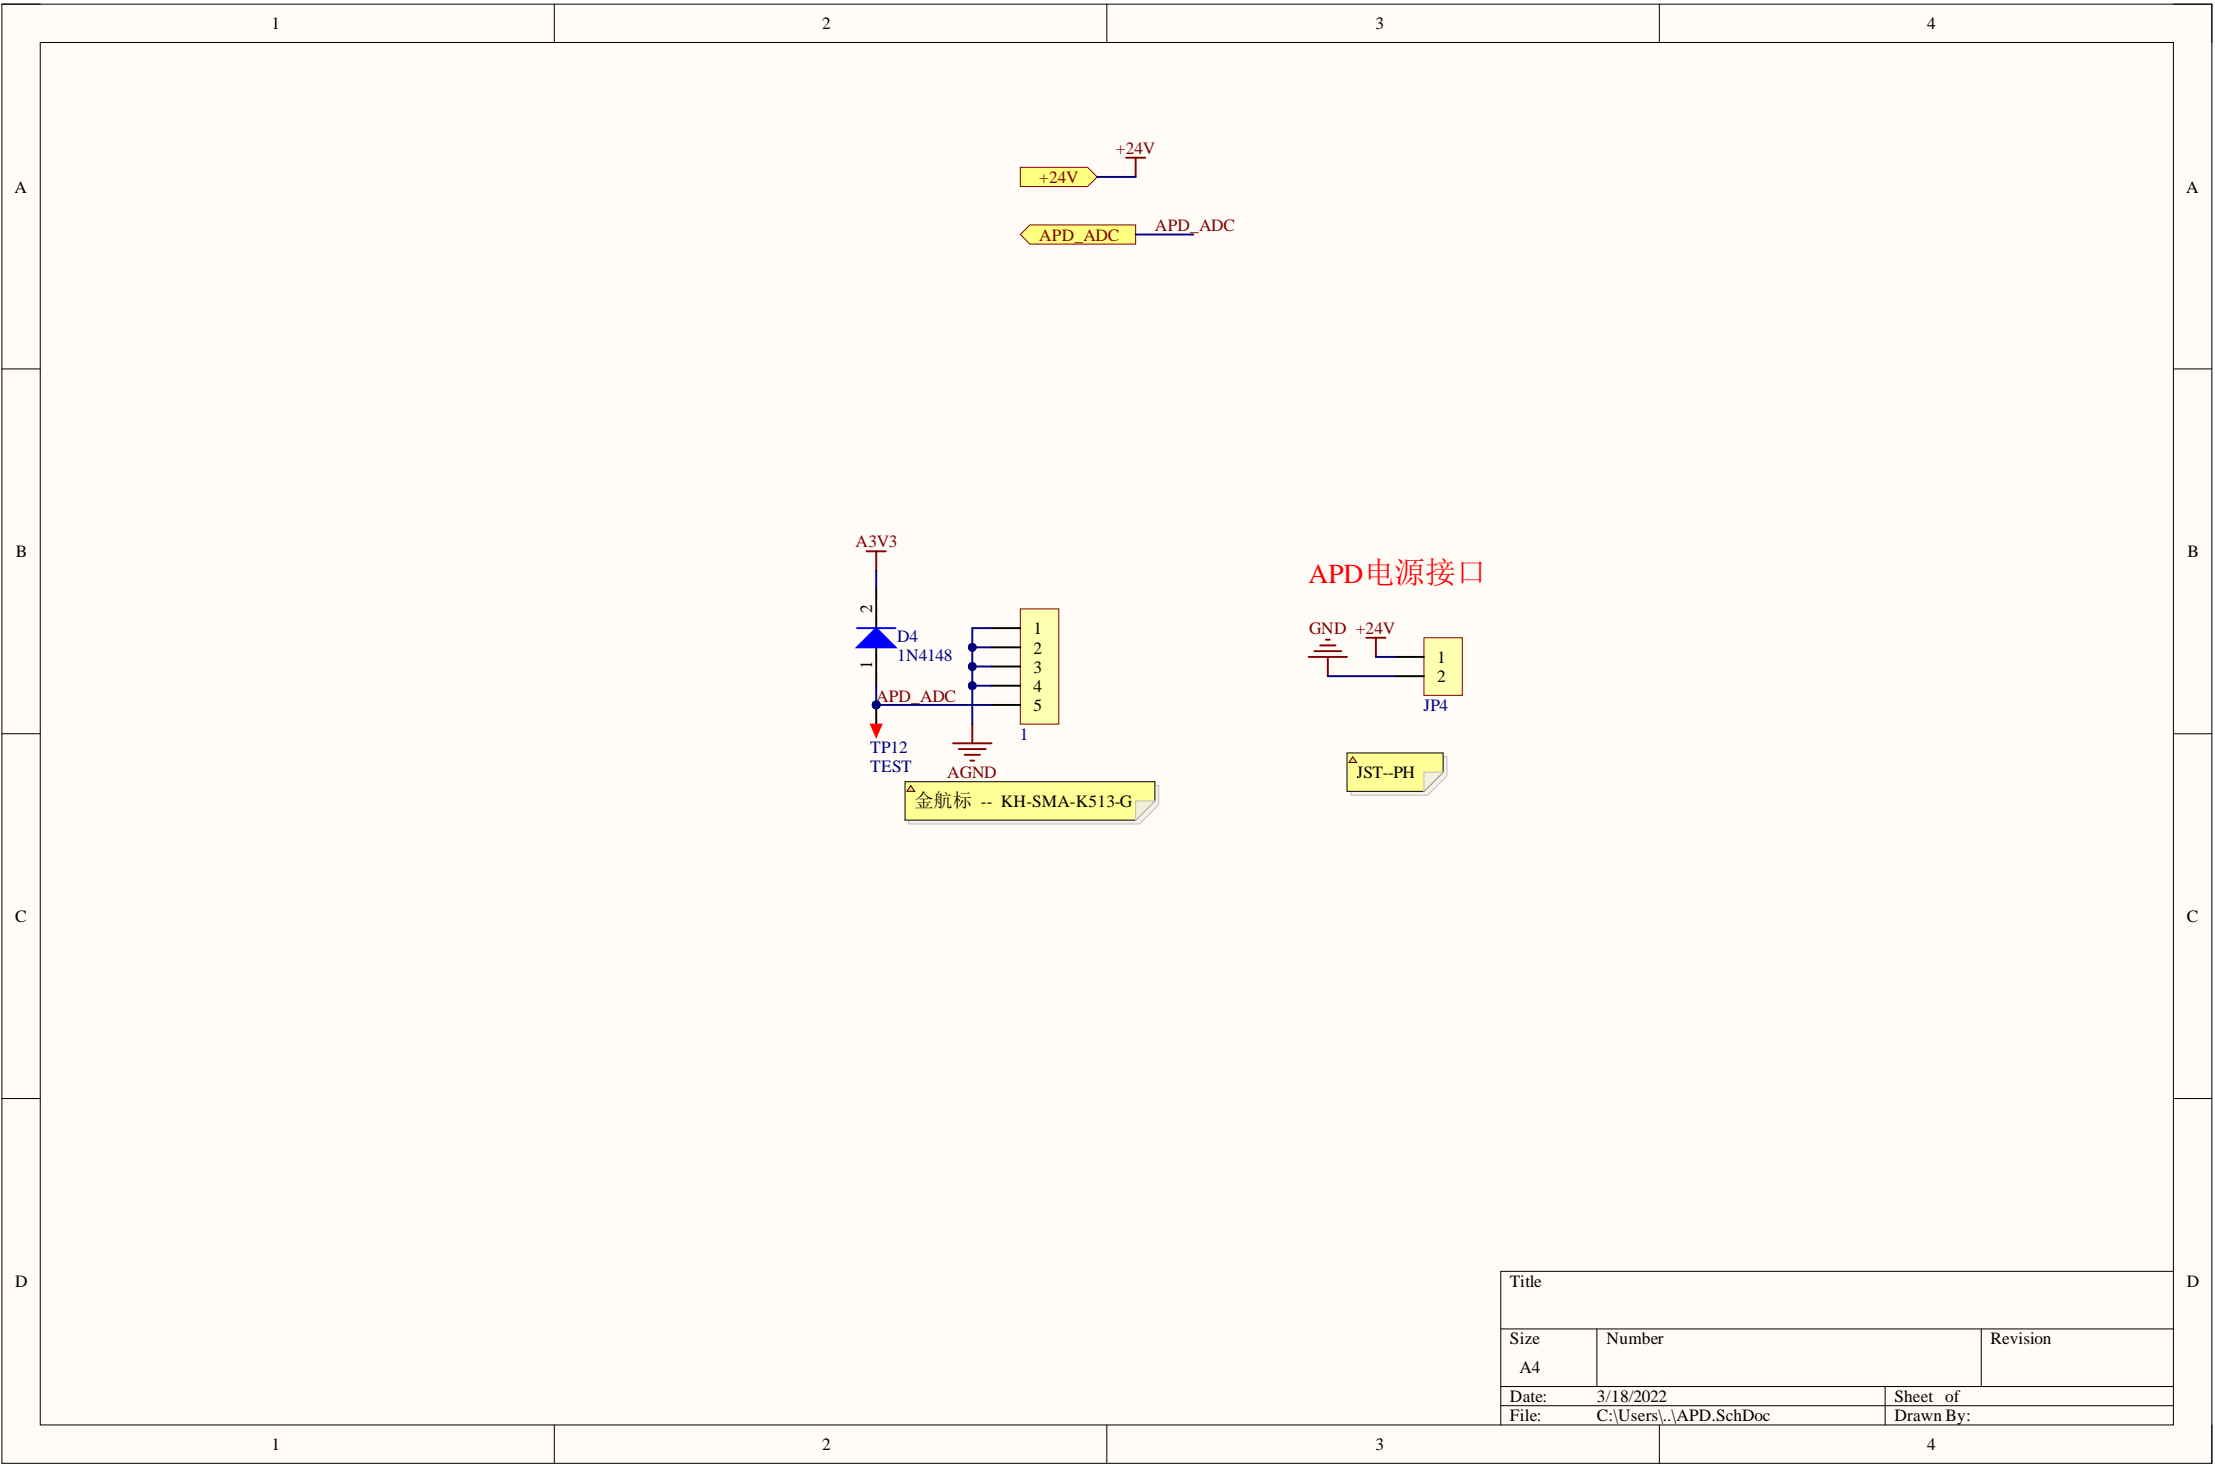 1 2 3 4
A A
+24V
+24V
APD_ADC APD_ADC
B B
A3V3
2
D4
1N4148
1
APD_ADC
TP12
TEST
1
2
3
4
5
1
AGND
金航标 -- KH-SMA-K513-G
APD电源接口
GND +24V
1
2
JP4
JST--PH
C C
D D
Title
Size Number Revision
A4
Date: 3/18/2022 Sheet of
File: C:\Users\..\APD.SchDoc Drawn By:
1 2 3 4